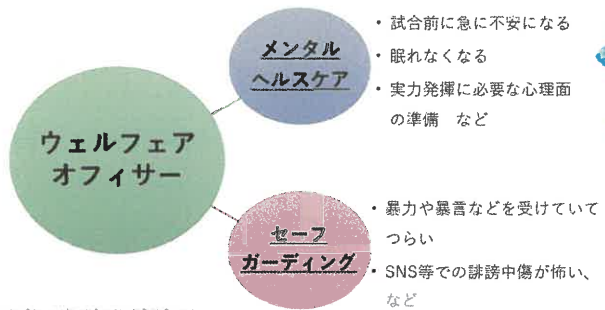 ウェルフェア
オフィサー
メンタル
ヘルスケア
・試合前に急に不安になる
・眠れなくなる
・実力発揮に必要な心理面
の準備　など
セーフ
ガーディング
・暴力や暴言などを受けていて
つらい
・SNS等での誹謗中傷が怖い、
など